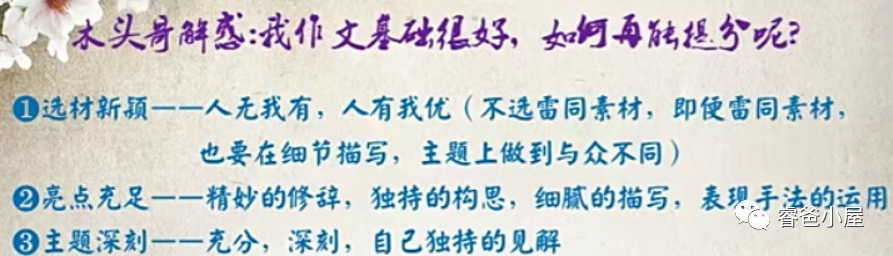 木头哥解惑:我作文基础很好,如何再能提分呢?
❶选材新颖——人无我有,人有我优(不选雷同素材,即便雷同素材,
也要在细节描写,主题上做到与众不同)
❷亮点充足——精妙的修辞,独持的构思,细腻的描写,表现手法的运用
❸主题深刻——充分,深刻,自己独持的见解
睿爸小屋